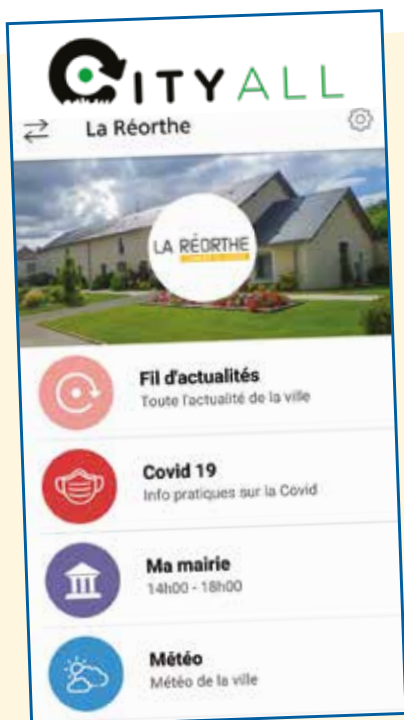 CITYALL
La Réorthe
LA RÉORTHE
Fil d'actualités
Toute l'actualité de la ville
Covid 19
Info pratiques sur la Covid
Ma mairie
14h00 - 18h00
Météo
Météo de la ville